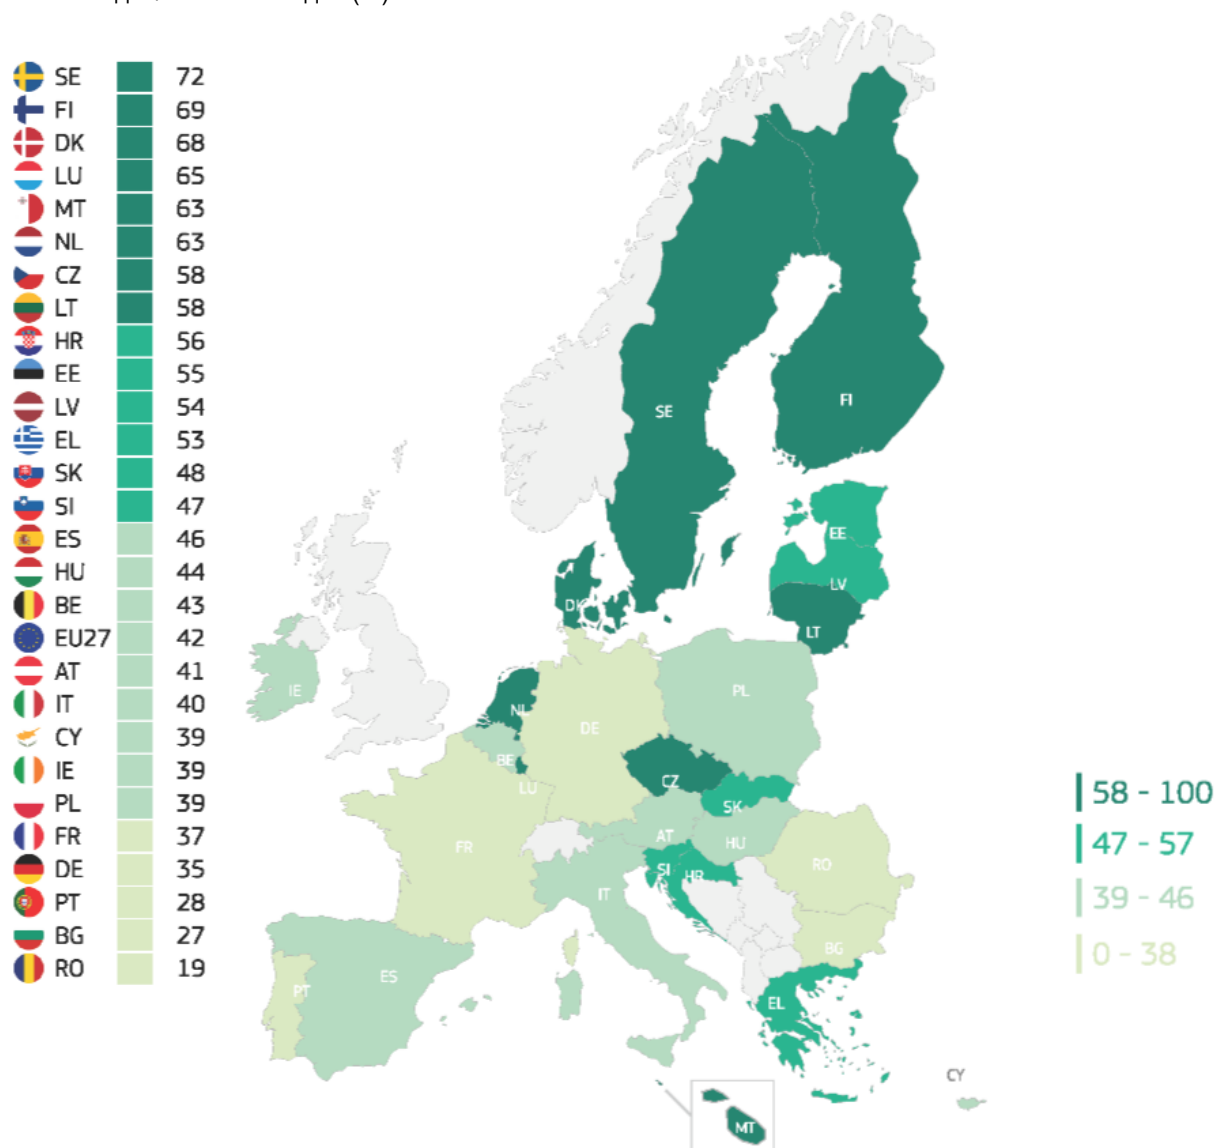 SE 72
FI 69
DK 68
LU 65
MT 63
NL 63
CZ 58
LT 58
HR 56
EE 55
LV 54
EL 53
SK 48
SI 47
ES 46
HU 44
BE 43
EU27 42
AT 41
IT 40
CY 39
IE 39
PL 39
FR 37
DE 35
PT 28
BG 27
RO 19
SE
FI
EE
LV
DK
LT
IE
PL
NL
DE
BE
CZ
LU
SK
AT
HU
FR
RO
SI
HR
IT
BG
ES
PT
EL
CY
MT
58 - 100
47 - 57
39 - 46
0 - 38